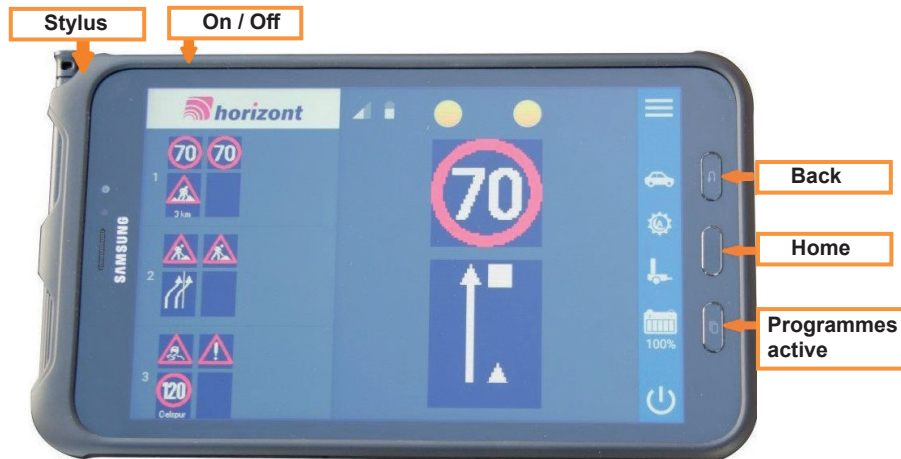 Stylus
On / Off
horizont
70 70
1
3 km
70
2
3
!
120
Oelspur
100%
SAMSUNG
Back
Home
Programmes
active